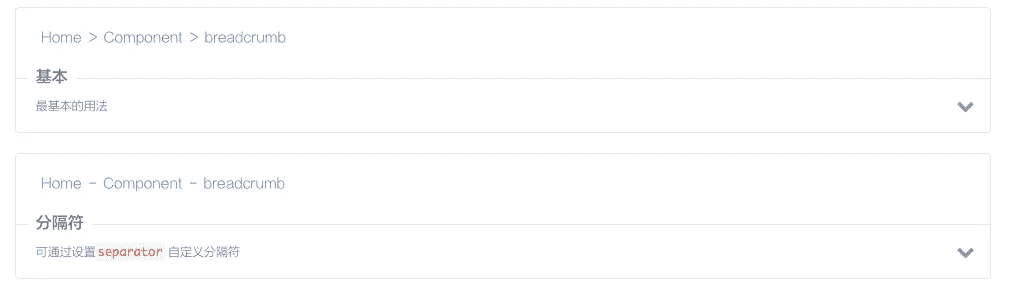 Home > Component > breadcrumb
基本
最基本的用法
Home - Component - breadcrumb
分隔符
可通过设置 separator 自定义分隔符